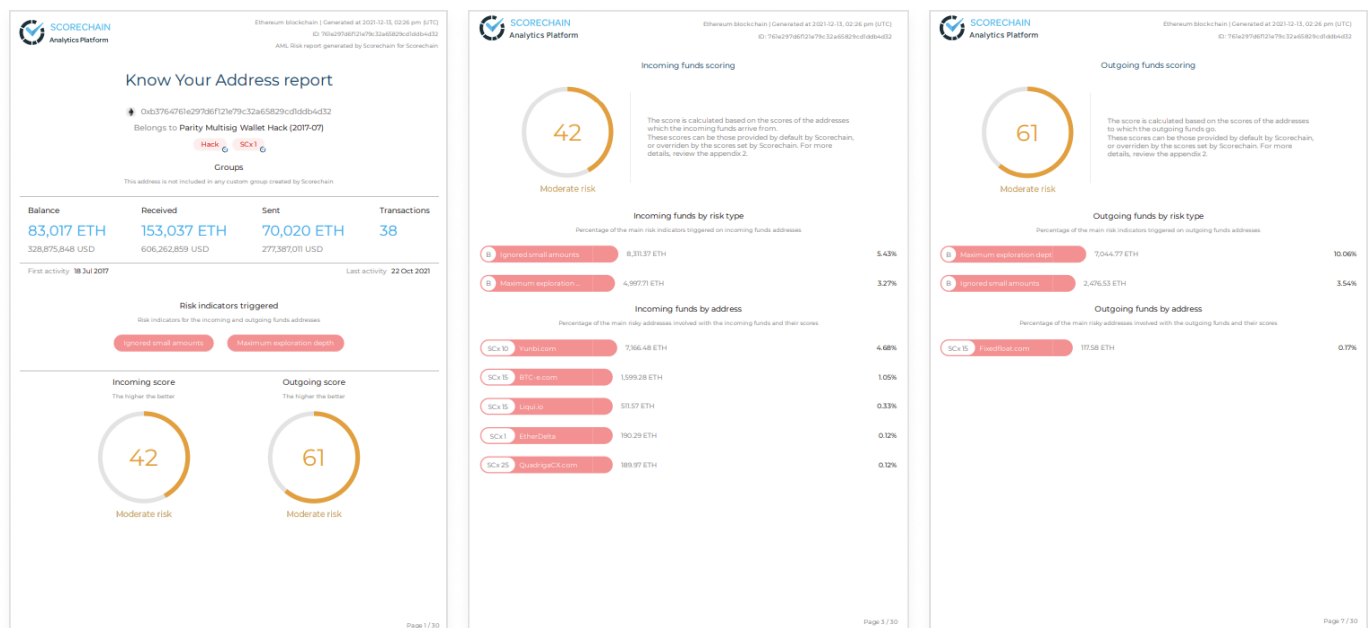 SCORECHAIN
Analytics Platform
Ethereum blockchain | Generated at 2021-12-13, 02:26 pm (UTC)
ID: 761e297d6f121e79c32a65829cd1ddb4d32
AML Risk report generated by Scorechain for Scorechain
Know Your Address report
0xb3764761e297d6f121e79c32a65829cd1ddb4d32
Belongs to Parity Multisig Wallet Hack (2017-07)
Hack
SCx 1
Groups
This address is not included in any custom group created by Scorechain
Balance Received Sent Transactions
83,017 ETH 153,037 ETH 70,020 ETH 38
328,875,848 USD 606,262,859 USD 277,387,011 USD
First activity 18 Jul 2017 Last activity 22 Oct 2021
Risk indicators triggered
Risk indicators for the incoming and outgoing funds addresses
Ignored small amounts Maximum exploration depth
Incoming score Outgoing score
The higher the better The higher the better
42 61
Moderate risk Moderate risk
Page 1 / 30
SCORECHAIN
Analytics Platform
Ethereum blockchain | Generated at 2021-12-13, 02:26 pm (UTC)
ID: 761e297d6f121e79c32a65829cd1ddb4d32
Incoming funds scoring
42
Moderate risk
The score is calculated based on the scores of the addresses
which the incoming funds arrive from.
These scores can be those provided by default by Scorechain,
or overriden by the scores set by Scorechain. For more
details, review the appendix 2.
Incoming funds by risk type
Percentage of the main risk indicators triggered on incoming funds addresses
B Ignored small amounts 8,311.37 ETH 5.43%
B Maximum exploration ... 4,997.71 ETH 3.27%
Incoming funds by address
Percentage of the main risky addresses involved with the incoming funds and their scores
SCx 10 Yunbi.com 7,166.48 ETH 4.68%
SCx 15 BTC-e.com 1,599.28 ETH 1.05%
SCx 15 Liqui.io 511.57 ETH 0.33%
SCx 1 EtherDelta 190.29 ETH 0.12%
SCx 25 QuadrigaCX.com 189.97 ETH 0.12%
Page 3 / 30
SCORECHAIN
Analytics Platform
Ethereum blockchain | Generated at 2021-12-13, 02:26 pm (UTC)
ID: 761e297d6f121e79c32a65829cd1ddb4d32
Outgoing funds scoring
61
Moderate risk
The score is calculated based on the scores of the addresses
to which the outgoing funds go.
These scores can be those provided by default by Scorechain,
or overriden by the scores set by Scorechain. For more
details, review the appendix 2.
Outgoing funds by risk type
Percentage of the main risk indicators triggered on outgoing funds addresses
B Maximum exploration dept 7,044.77 ETH 10.06%
B Ignored small amounts 2,476.53 ETH 3.54%
Outgoing funds by address
Percentage of the main risky addresses involved with the outgoing funds and their scores
SCx 15 Fixedfloat.com 117.58 ETH 0.17%
Page 7 / 30